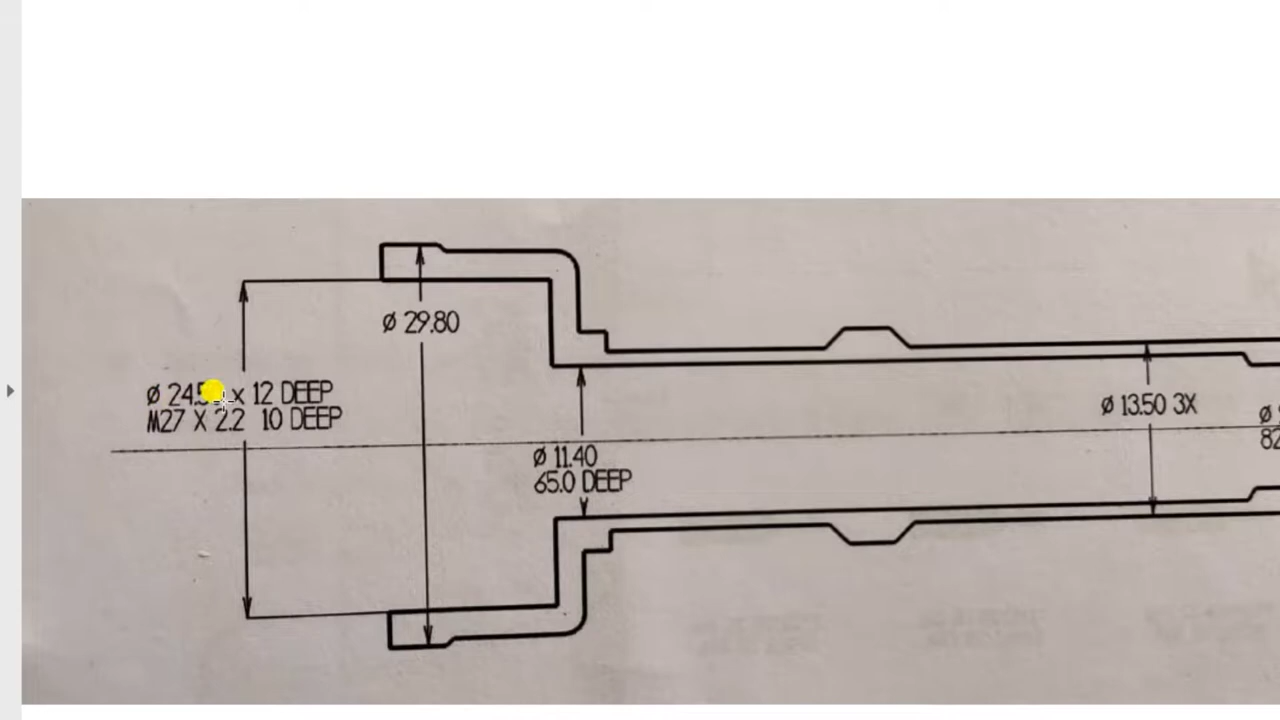 Ø 29.80
x 12 DEEP
M27 X 2.2 10 DEEP
Ø 11.40
65.0 DEEP
Ø 13.50 3X
Ø